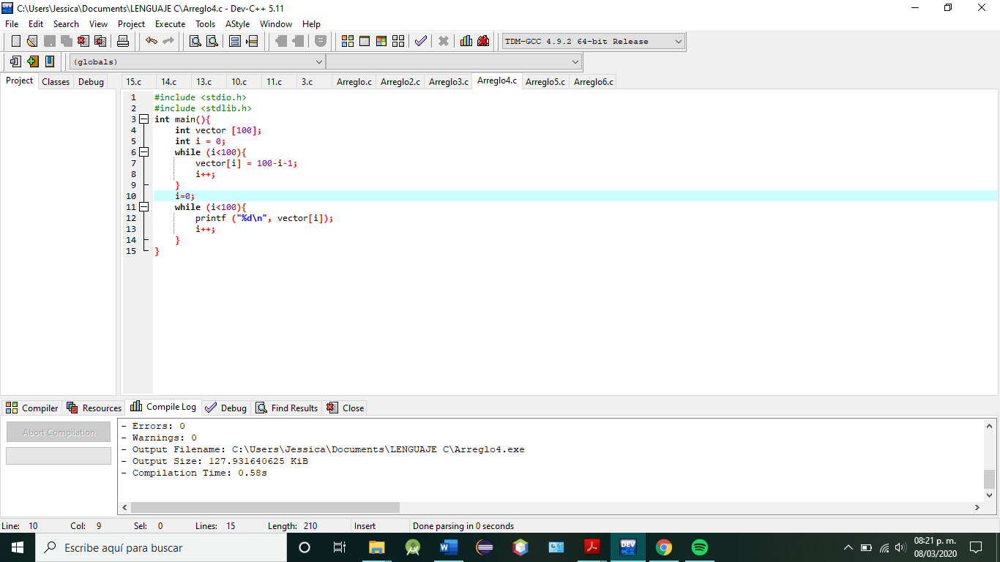 C:\Users\Jessica\Documents\LENGUAJE C\Arreglo4.c - Dev-C++ 5.11
File Edit Search View Project Execute Tools AStyle Window Help
TDM-GCC 4.9.2 64-bit Release
(globals)
Project Classes Debug 15.c 14.c 13.c 10.c 11.c 3.c Arreglo.c Arreglo2.c Arreglo3.c Arreglo4.c Arreglo5.c Arreglo6.c
1 #include <stdio.h>
2 #include <stdlib.h>
3 int main(){
4 int vector [100];
5 int i = 0;
6 while (i<100){
7 vector[i] = 100-i-1;
8 i++;
9 }
10 i=0;
11 while (i<100){
12 printf ("%d\n", vector[i]);
13 i++;
14 }
15 }
Compiler Resources Compile Log Debug Find Results Close
Abort Compilation
- Errors: 0
- Warnings: 0
- Output Filename: C:\Users\Jessica\Documents\LENGUAJE C\Arreglo4.exe
- Output Size: 127.931640625 KiB
- Compilation Time: 0.58s
Line: 10 Col: 9 Sel: 0 Lines: 15 Length: 210 Insert Done parsing in 0 seconds
Escribe aquí para buscar
DEV
08:21 p. m.
08/03/2020